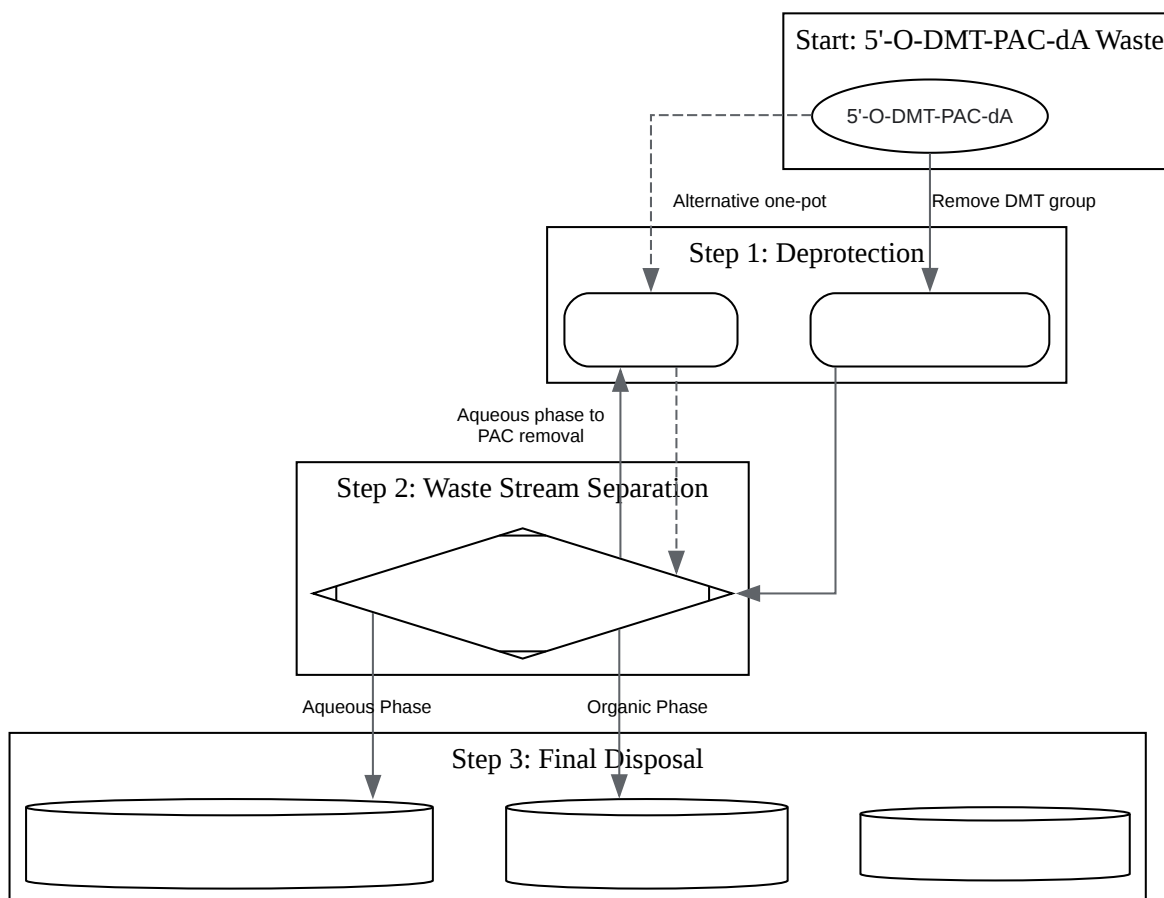 Start: 5'-O-DMT-PAC-dA Waste
5'-O-DMT-PAC-dA
Alternative one-pot
Remove DMT group
Step 1: Deprotection
Aqueous phase to
PAC removal
Step 2: Waste Stream Separation
Aqueous Phase
Organic Phase
Step 3: Final Disposal